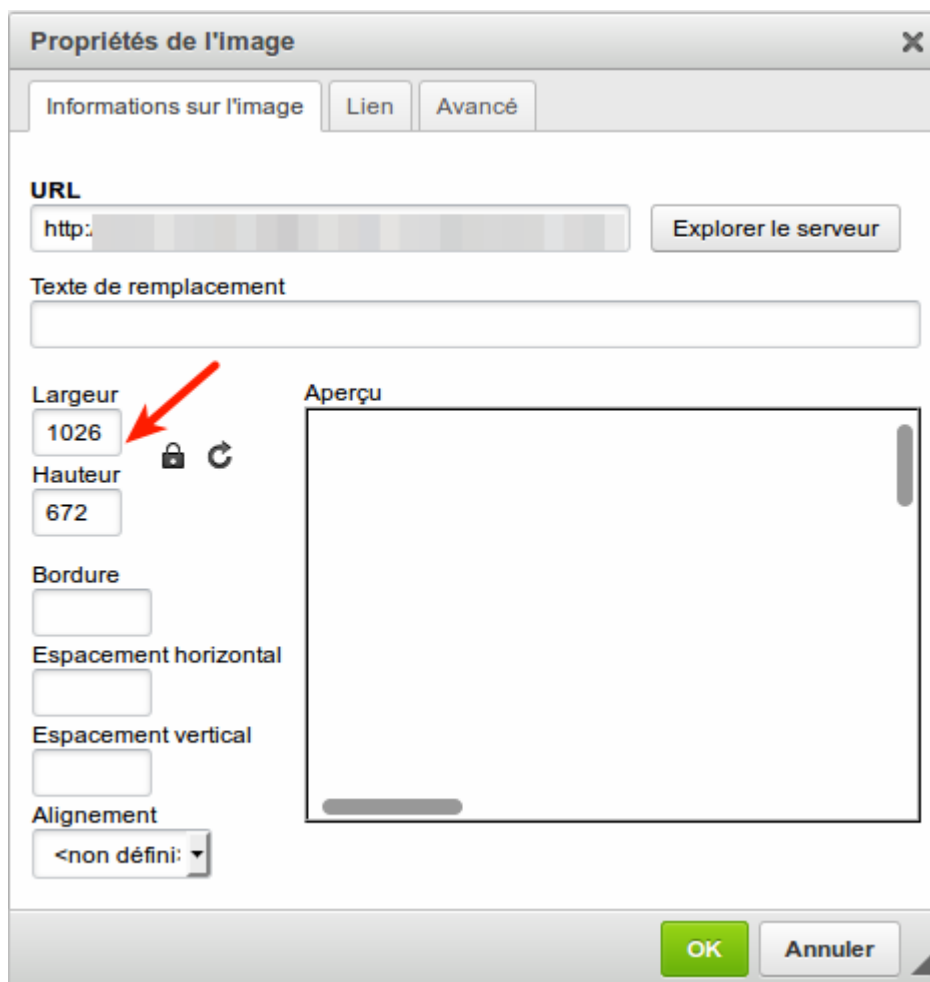 Propriétés de l'image
Informations sur l'image Lien Avancé
URL
http:/ Explorer le serveur
Texte de remplacement
Largeur Aperçu
1026
Hauteur
672
Bordure
Espacement horizontal
Espacement vertical
Alignement
<non défini
OK Annuler